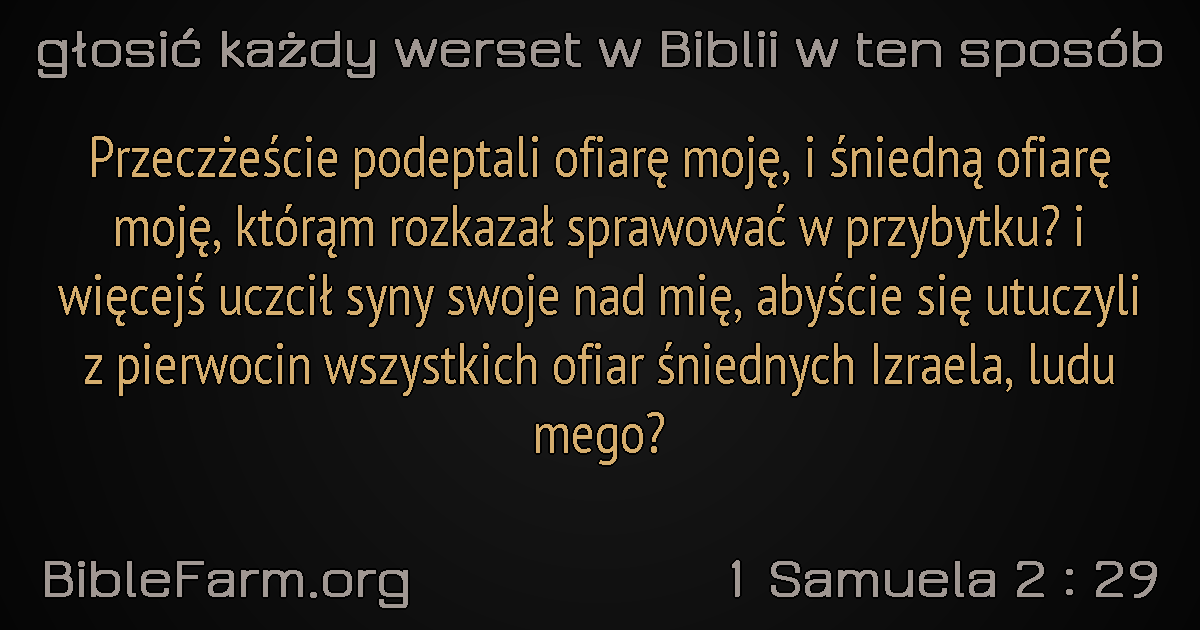 głosić każdy werset w Biblii w ten sposób
Przeczżeście podeptali ofiarę moję, i śniedną ofiarę
moję, którąm rozkazał sprawować w przybytku? i
więcejś uczcił syny swoje nad mię, abyście się utuczyli
z pierwocin wszystkich ofiar śniednych Izraela, ludu
mego?
BibleFarm.org
1 Samuela 2 : 29